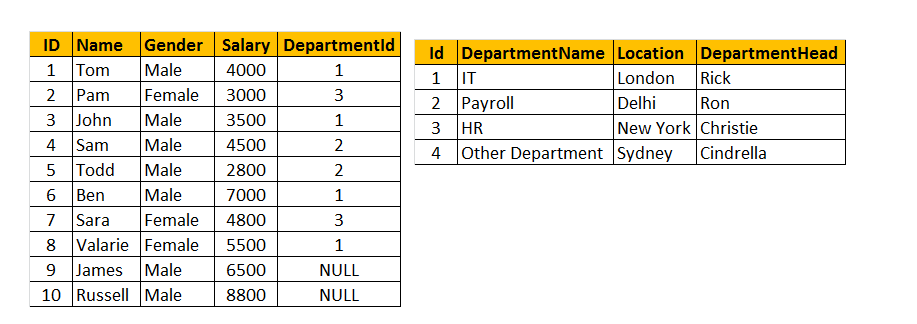 ID Name Gender Salary DepartmentId
1 Tom Male 4000 1
2 Pam Female 3000 3
3 John Male 3500 1
4 Sam Male 4500 2
5 Todd Male 2800 2
6 Ben Male 7000 1
7 Sara Female 4800 3
8 Valarie Female 5500 1
9 James Male 6500 NULL
10 Russell Male 8800 NULL
Id DepartmentName Location DepartmentHead
1 IT London Rick
2 Payroll Delhi Ron
3 HR New York Christie
4 Other Department Sydney Cindrella